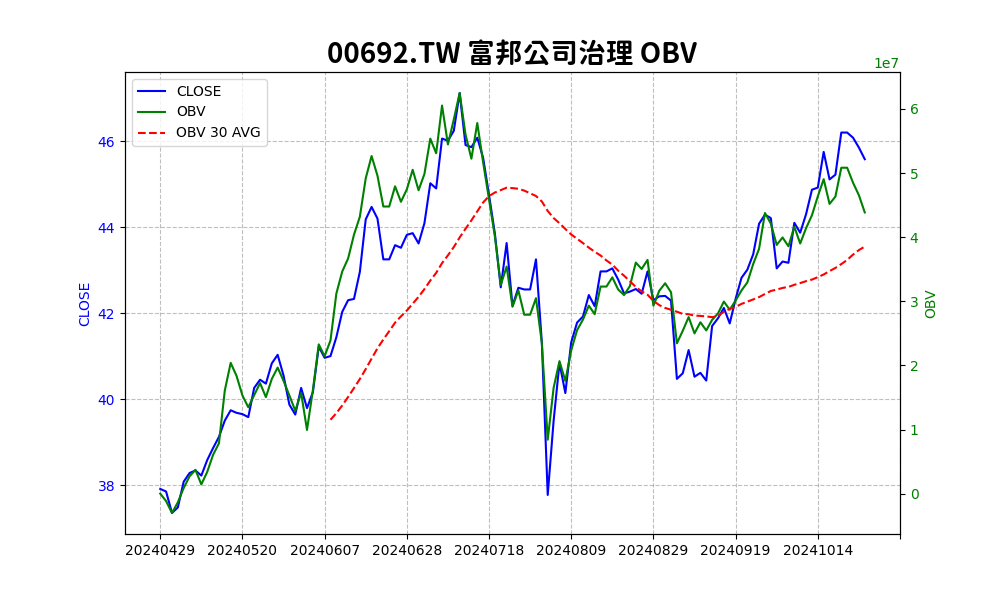 00692.TW 富邦公司治理 OBV
1e7
CLOSE
OBV
OBV 30 AVG
46
44
42
40
38
CLOSE
6
5
4
3
2
1
0
OBV
20240429 20240520 20240607 20240628 20240718 20240809 20240829 20240919 20241014